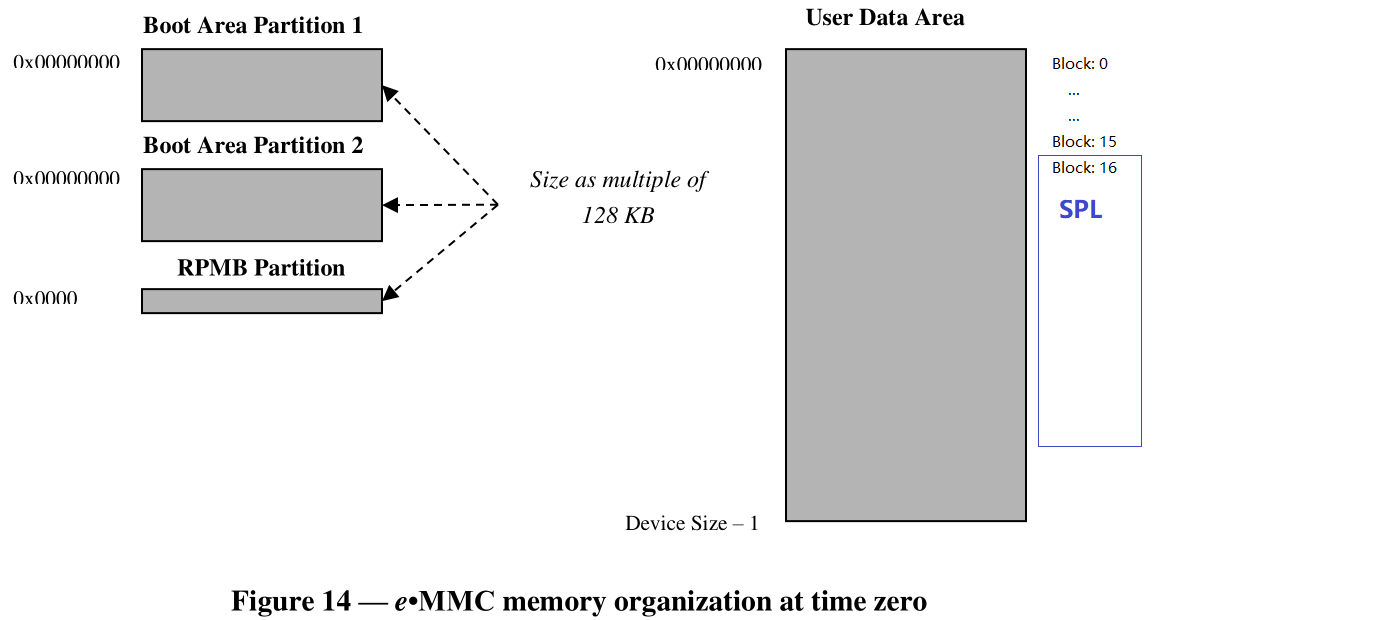 Boot Area Partition 1
0x00000000
Boot Area Partition 2
0x00000000
RPMB Partition
0x0000
Size as multiple of
128 KB
User Data Area
0x00000000
Block: 0
...
...
Block: 15
Block: 16
SPL
Device Size – 1
Figure 14 — e•MMC memory organization at time zero